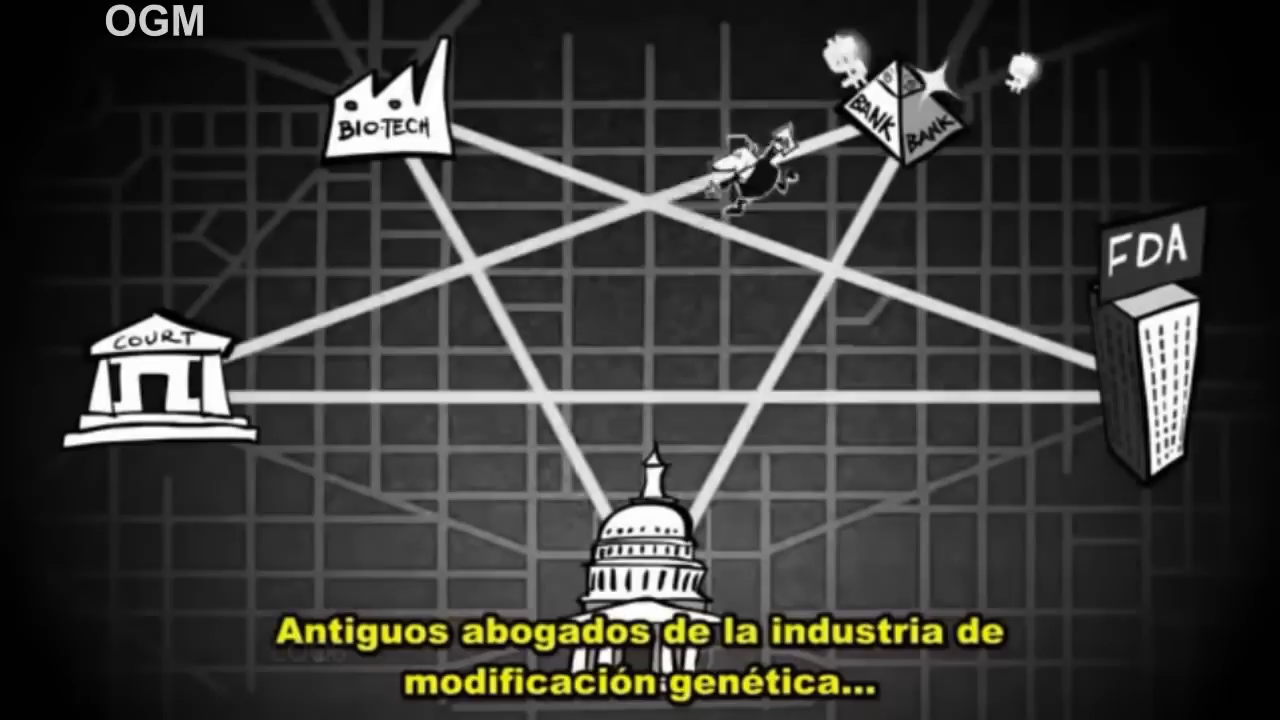 OGM
BIO-TECH
BANK
BANK
FDA
COURT
Antiguos abogados de la industria de
modificación genética...